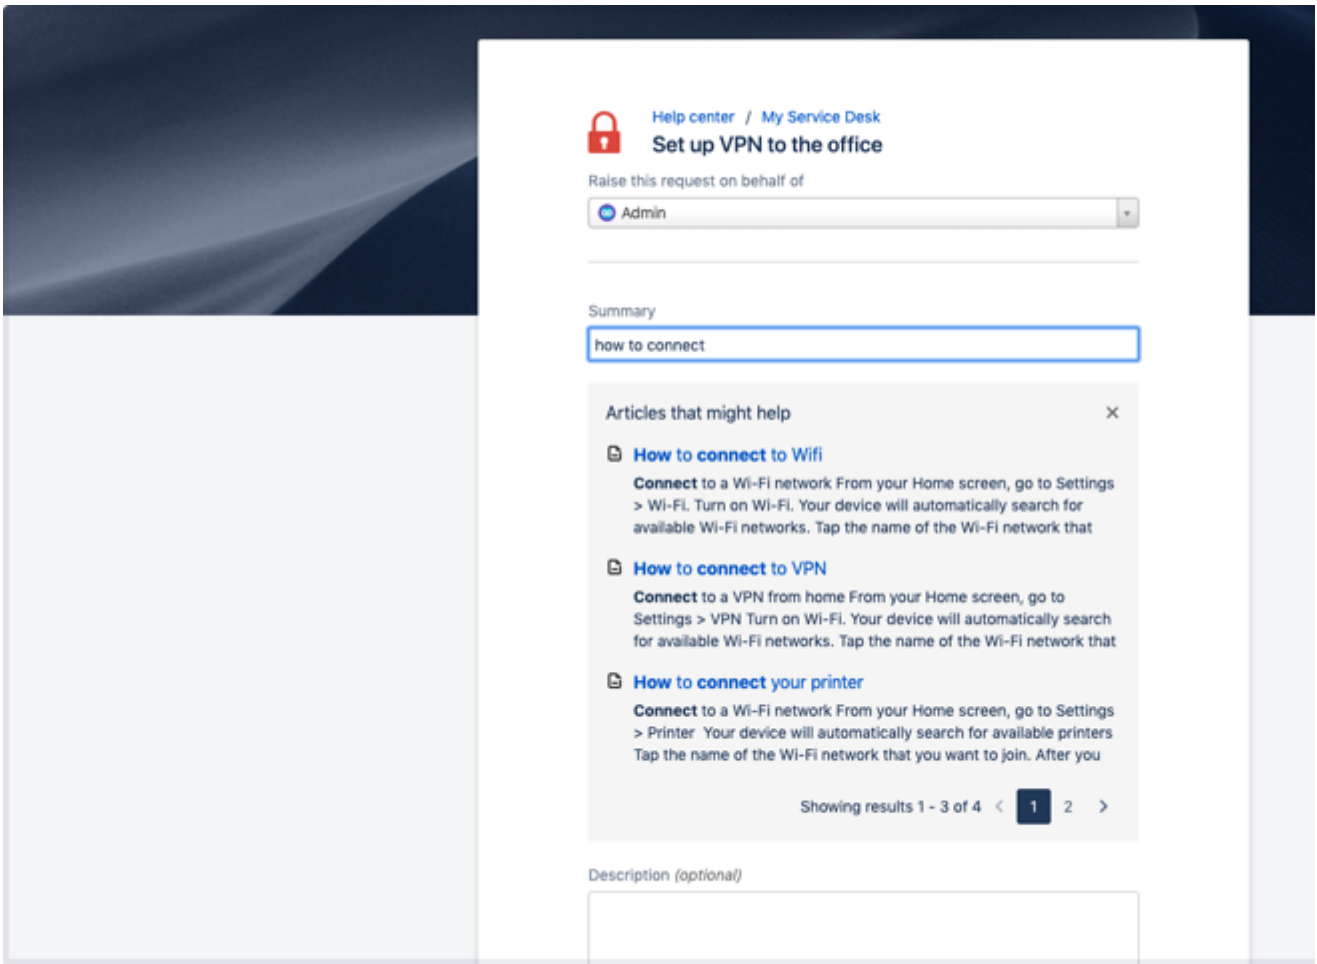 Help center / My Service Desk
Set up VPN to the office
Raise this request on behalf of
Admin
Summary
how to connect
Articles that might help
How to connect to Wifi
Connect to a Wi-Fi network From your Home screen, go to Settings
> Wi-Fi. Turn on Wi-Fi. Your device will automatically search for
available Wi-Fi networks. Tap the name of the Wi-Fi network that
How to connect to VPN
Connect to a VPN from home From your Home screen, go to
Settings > VPN Turn on Wi-Fi. Your device will automatically search
for available Wi-Fi networks. Tap the name of the Wi-Fi network that
How to connect your printer
Connect to a Wi-Fi network From your Home screen, go to Settings
> Printer Your device will automatically search for available printers
Tap the name of the Wi-Fi network that you want to join. After you
Showing results 1 - 3 of 4 < 1 2 >
Description (optional)